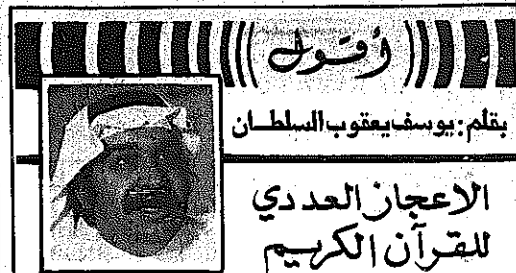 ((أقول))
بقلم: يوسف يعقوب السلطان
الاعجاز العددي
للقرآن الكريم